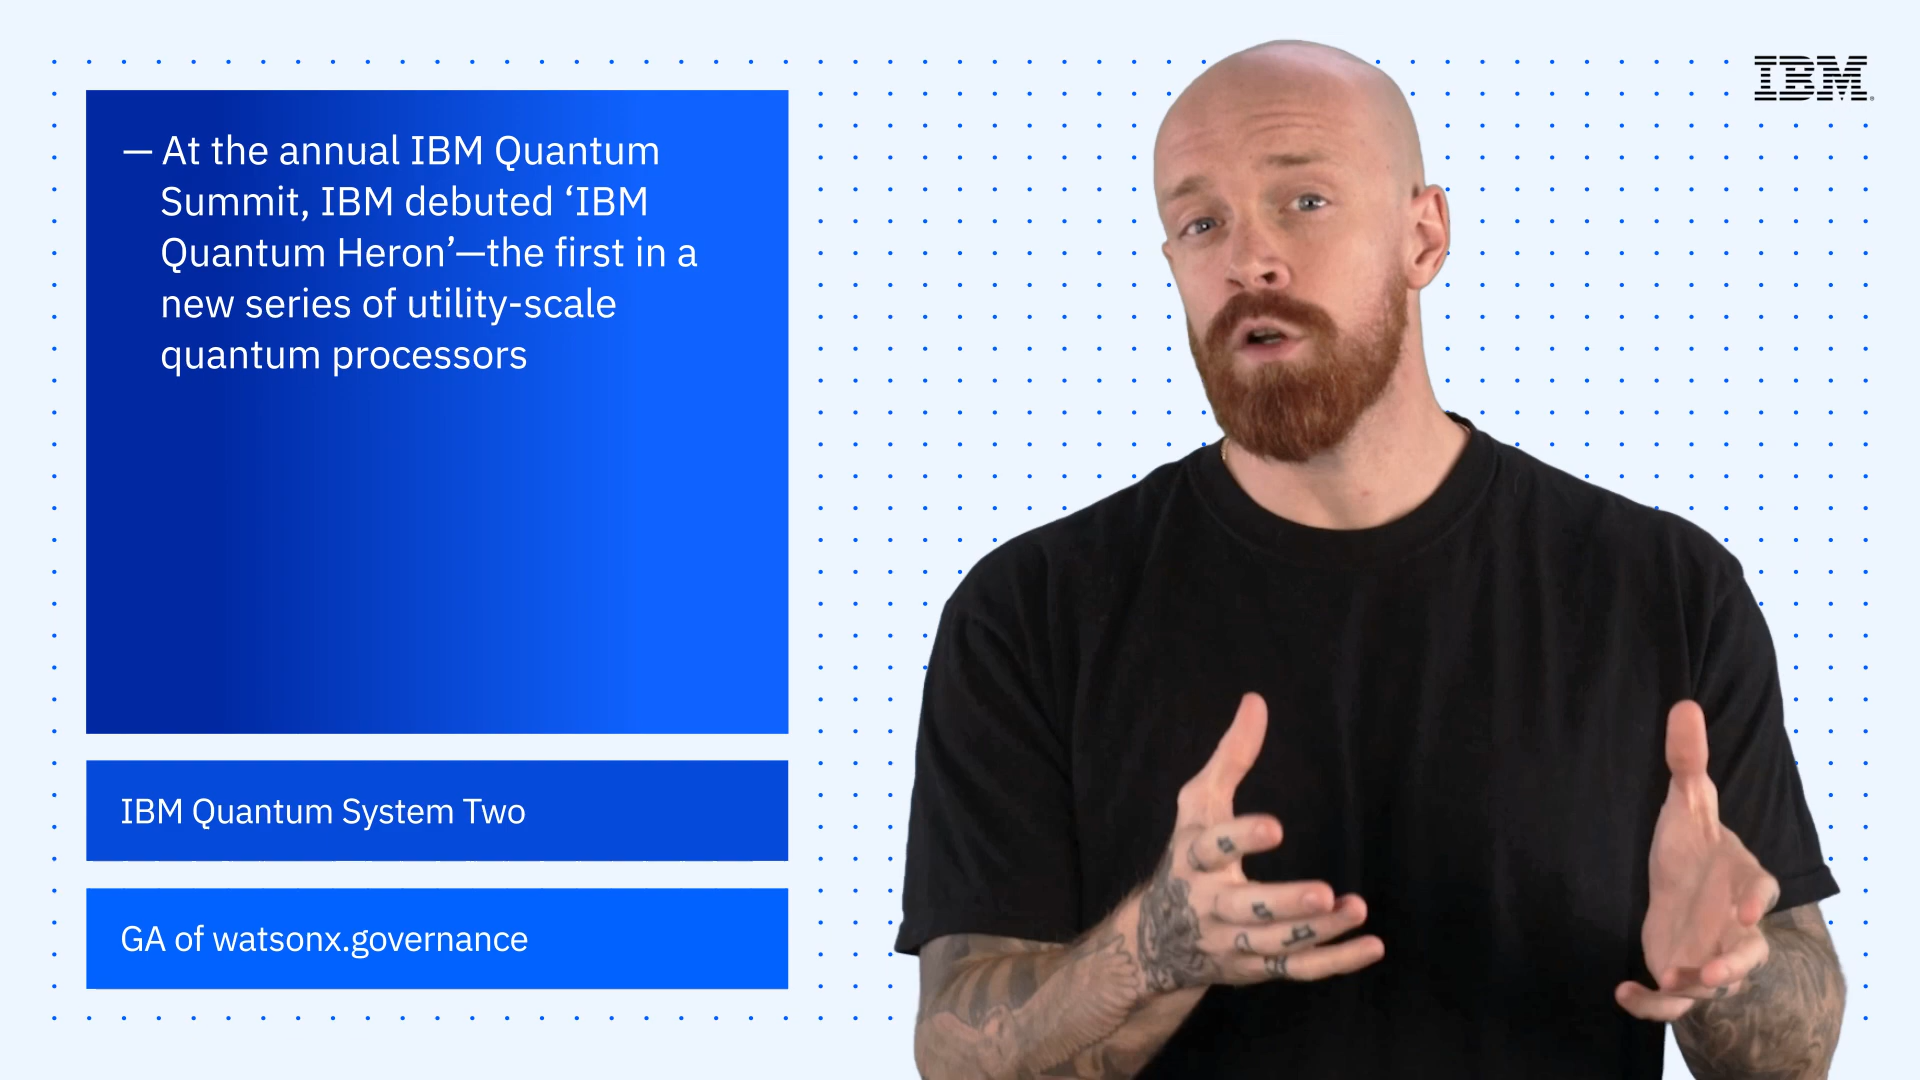 — At the annual IBM Quantum
Summit, IBM debuted ‘IBM
Quantum Heron’—the first in a
new series of utility-scale
quantum processors
IBM Quantum System Two
GA of watsonx.governance
IBM